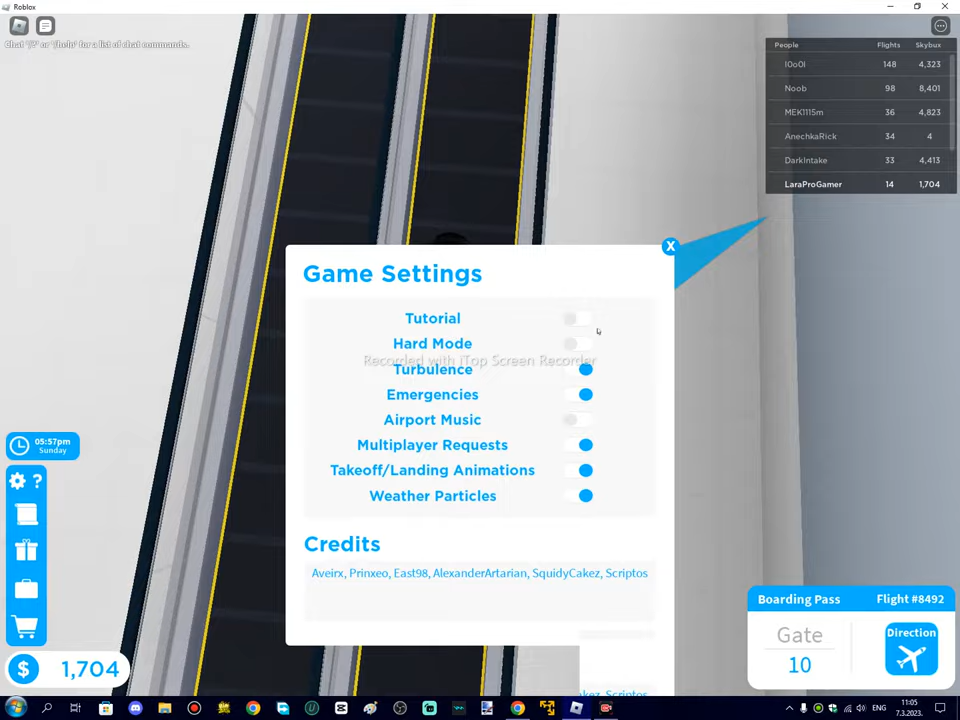 Roblox
Chat '/?' or '/help' for a list of chat commands.
People Flights Skybux
l0o0l 148 4,323
Noob 98 8,401
MEK1115m 36 4,823
AnechkaRick 34 4
DarkIntake 33 4,413
LaraProGamer 14 1,704
X
Game Settings
Tutorial
Hard Mode
Recorded with iTop Screen Recorder
Turbulence
Emergencies
Airport Music
Multiplayer Requests
Takeoff/Landing Animations
Weather Particles
Credits
Aveirx, Prinxeo, East98, AlexanderArtarian, SquidyCakez, Scriptos
05:57pm
Sunday
?
$ 1,704
Boarding Pass Flight #8492
Gate
10
Direction
Scriptos
ENG
11:05
7.3.2023.